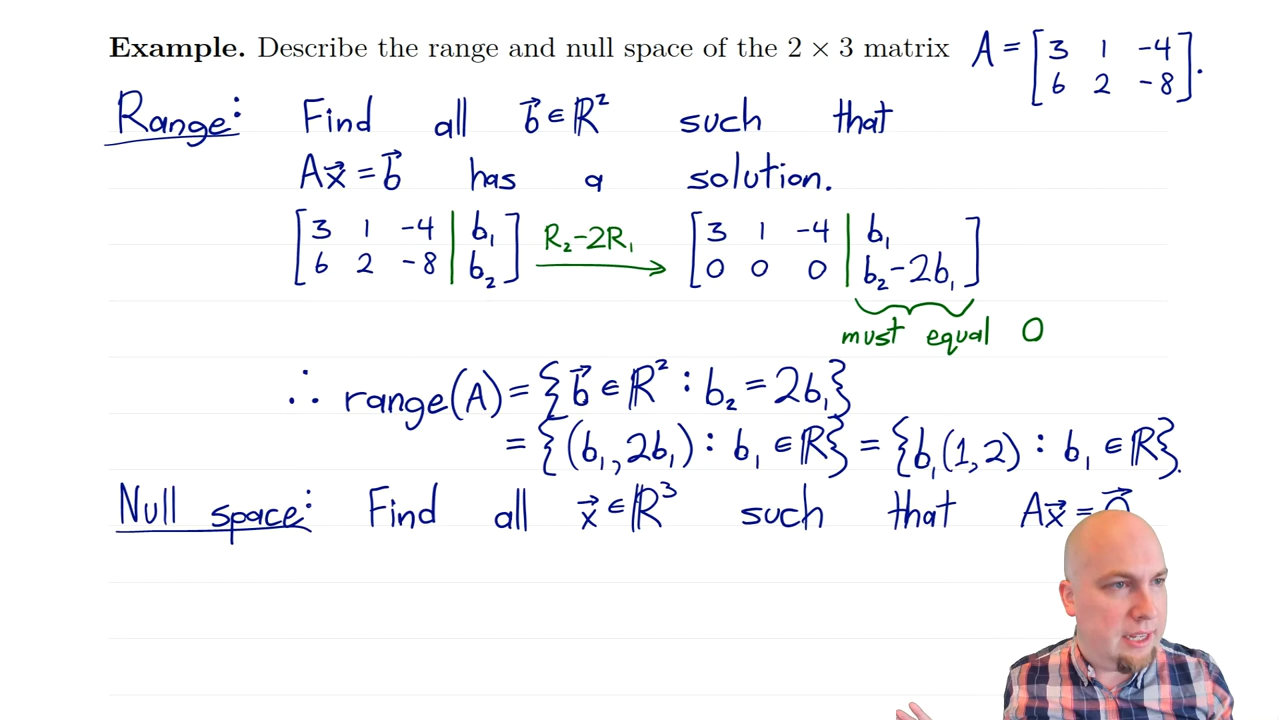 Example. Describe the range and null space of the 2 × 3 matrix A = [3 1 -4; 6 2 -8].
Range: Find all b⃗ ∈ ℝ² such that
Ax⃗ = b⃗ has a solution.
[3 1 -4 | b₁; 6 2 -8 | b₂] R₂-2R₁ → [3 1 -4 | b₁; 0 0 0 | b₂-2b₁]
must equal 0
∴ range(A) = {b⃗ ∈ ℝ² : b₂ = 2b₁}
= {(b₁, 2b₁) : b₁ ∈ ℝ} = {b₁(1,2) : b₁ ∈ ℝ}.
Null space: Find all x⃗ ∈ ℝ³ such that Ax⃗ = 0⃗